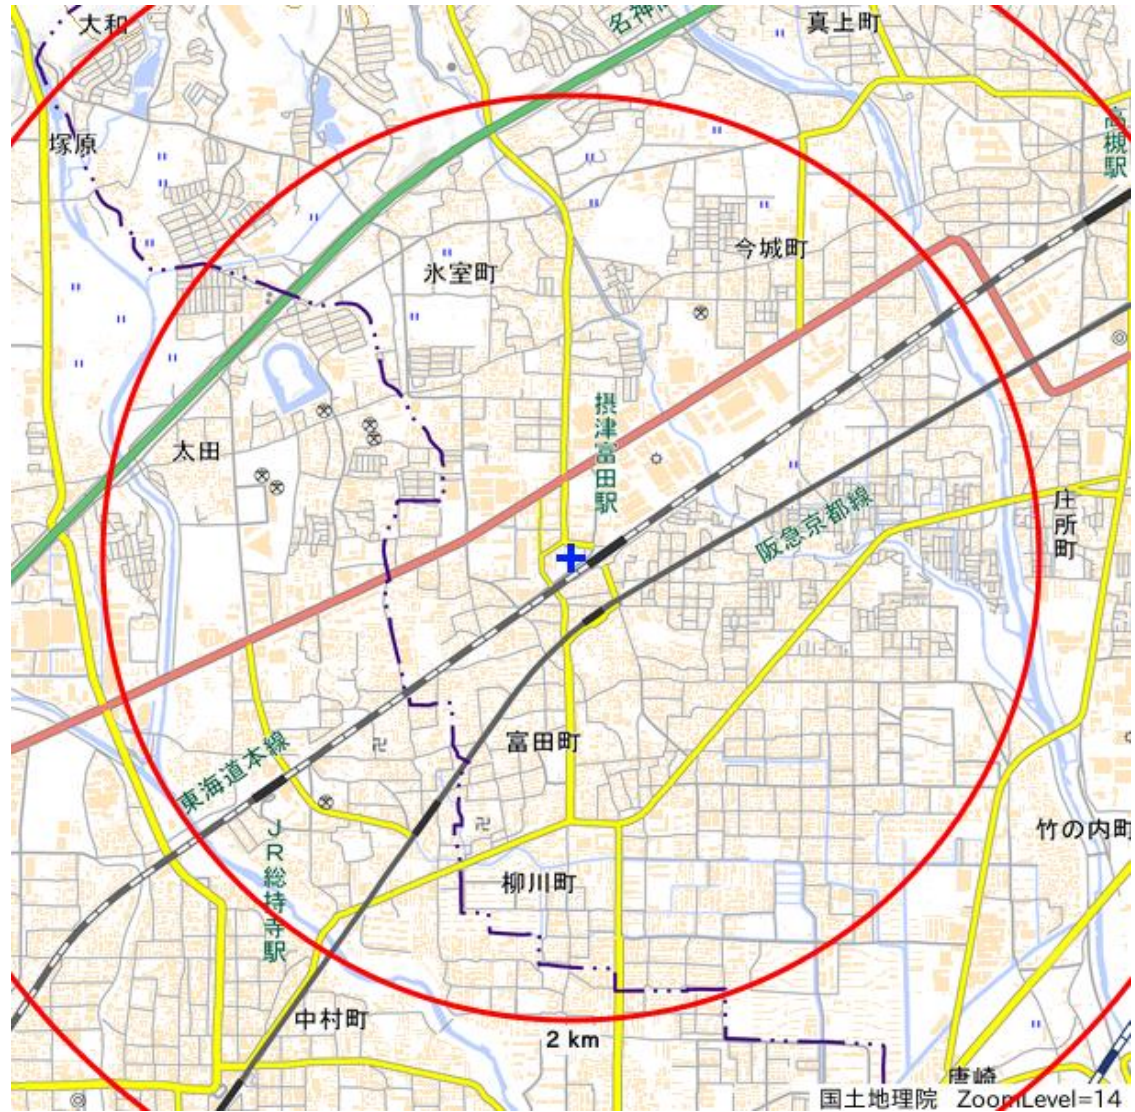 大和
名神
真上町
塚原
高槻駅
今城町
氷室町
摂津富田駅
太田
庄所町
阪急京都線
富田町
東海道本線
竹の内町
JR総持寺駅
柳川町
中村町
2 km
唐崎
国土地理院 ZoomLevel=14